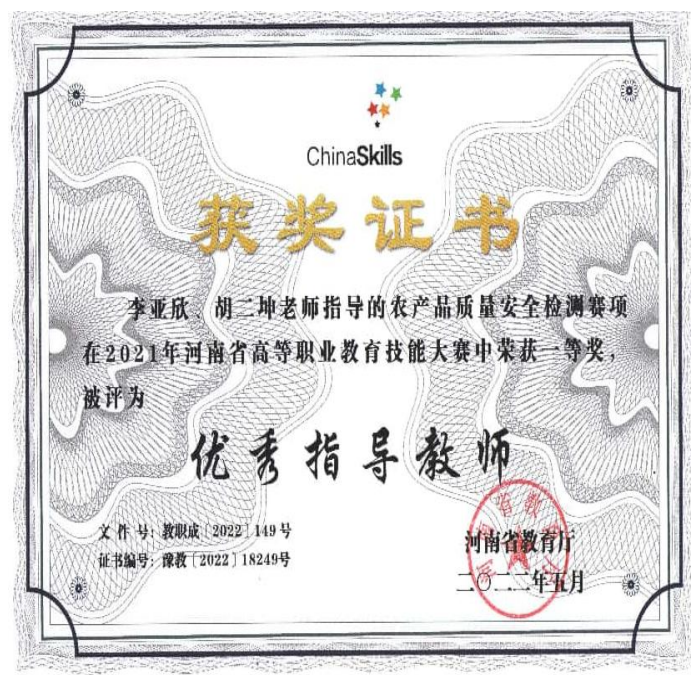 ChinaSkills
获奖证书
李亚欣、胡二坤老师指导的农产品质量安全检测赛项
在2021年河南省高等职业教育技能大赛中荣获一等奖，
被评为
优秀指导教师
文件号：教职成〔2022〕149号
证书编号：豫教〔2022〕18249号
河南省教育厅
二〇二二年五月